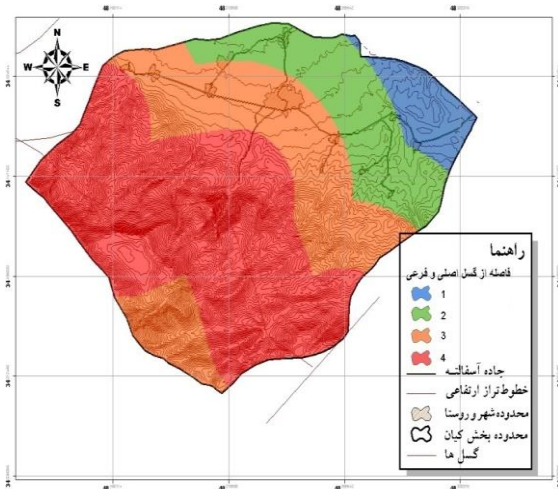 N
W E
S
راهنما
فاصله از گسل اصلی و فرعی
1
2
3
4
جاده آسفالته
خطوط تراز ارتفاعی
محدوده شهر و روستا
محدوده بخش کیان
گسل ها